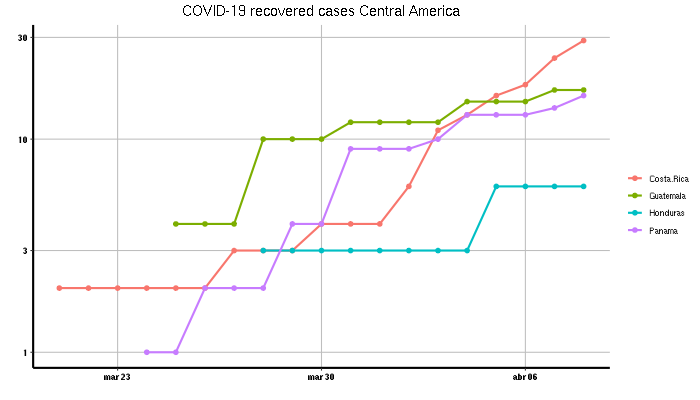 COVID-19 recovered cases Central America
30
10
3
1
mar 23
mar 30
abr 06
Costa.Rica
Guatemala
Honduras
Panama